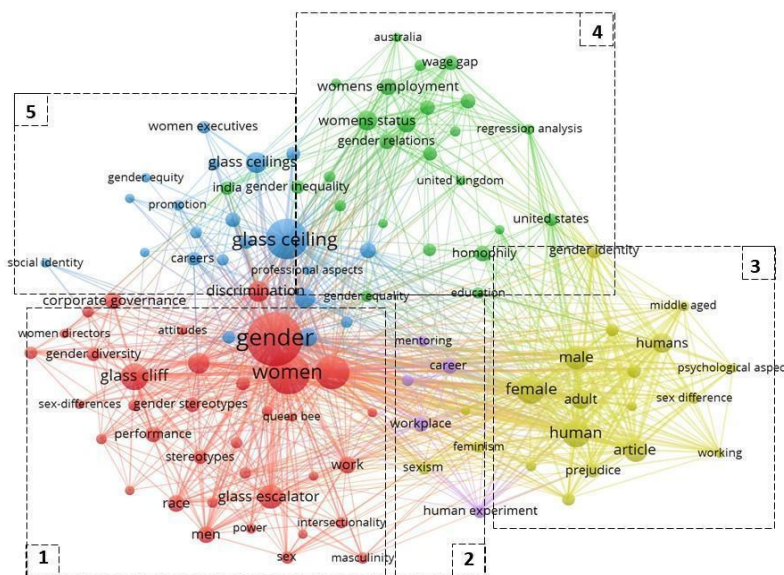 australia
4
wage gap
womens employment
5
womens status
women executives
regression analysis
gender relations
glass ceilings
gender equity
india
gender inequality
united kingdom
promotion
united states
glass ceiling
homophily
gender identity
careers
social identity
professional aspects
3
discrimination
education
gender equality
corporate governance
middle aged
attitudes
women directors
gender
mentoring
humans
gender diversity
male
career
women
psychological aspec
glass cliff
female
adult
sex difference
sex-differences
gender stereotypes
queen bee
workplace
performance
human
feminism
article
working
stereotypes
work
sexism
prejudice
race
glass escalator
human experiment
intersectionality
power
men
1
sex
masculinity
2